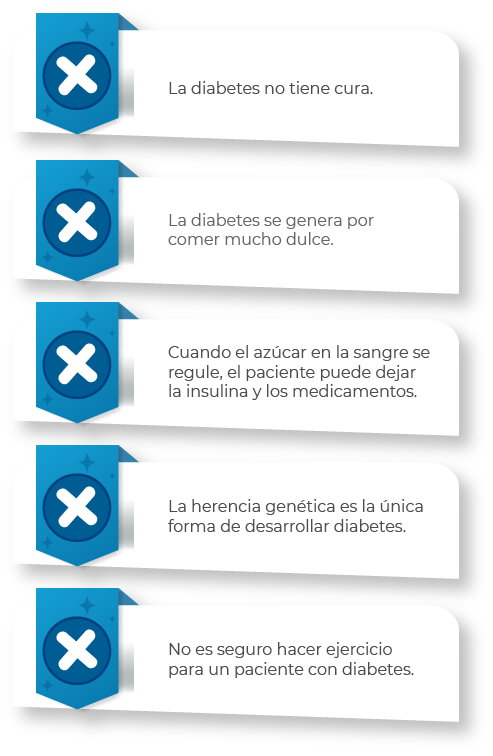 La diabetes no tiene cura.
La diabetes se genera por
comer mucho dulce.
Cuando el azúcar en la sangre se
regule, el paciente puede dejar
la insulina y los medicamentos.
La herencia genética es la única
forma de desarrollar diabetes.
No es seguro hacer ejercicio
para un paciente con diabetes.